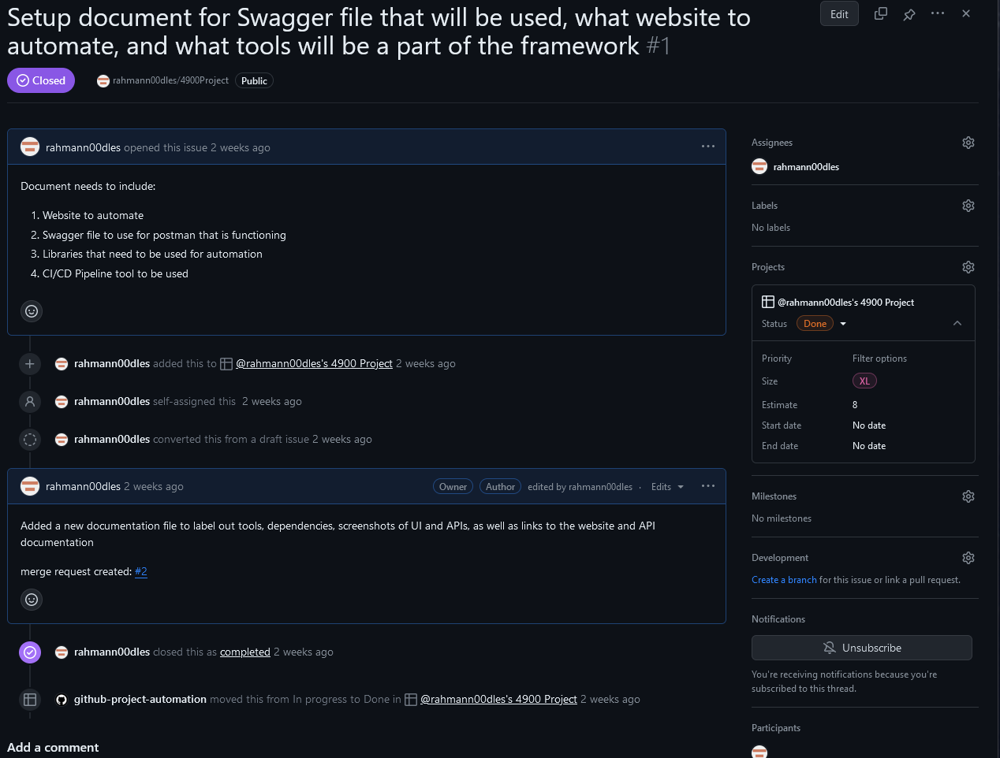 Setup document for Swagger file that will be used, what website to
automate, and what tools will be a part of the framework #1
Edit
Closed
rahmann00dles/4900Project
Public
rahmann00dles opened this issue 2 weeks ago
Document needs to include:
1. Website to automate
2. Swagger file to use for postman that is functioning
3. Libraries that need to be used for automation
4. CI/CD Pipeline tool to be used
rahmann00dles added this to @rahmann00dles's 4900 Project 2 weeks ago
rahmann00dles self-assigned this 2 weeks ago
rahmann00dles converted this from a draft issue 2 weeks ago
rahmann00dles 2 weeks ago
Owner Author edited by rahmann00dles · Edits
Added a new documentation file to label out tools, dependencies, screenshots of UI and APIs, as well as links to the website and API
documentation
merge request created: #2
rahmann00dles closed this as completed 2 weeks ago
github-project-automation moved this from In progress to Done in @rahmann00dles's 4900 Project 2 weeks ago
Add a comment
Assignees
rahmann00dles
Labels
No labels
Projects
@rahmann00dles's 4900 Project
Status Done
Priority Filter options
Size XL
Estimate 8
Start date No date
End date No date
Milestones
No milestones
Development
Create a branch for this issue or link a pull request.
Notifications
Unsubscribe
You're receiving notifications because you're
subscribed to this thread.
Participants